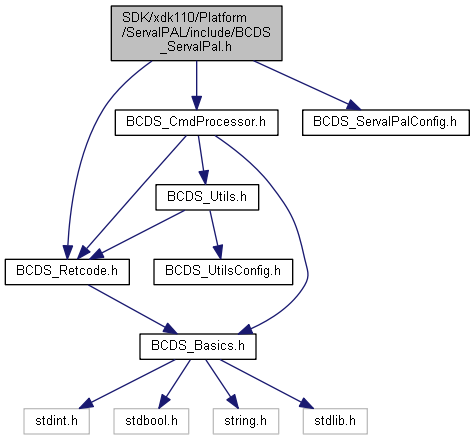 SDK/xdk110/Platform
/ServalPAL/include/BCDS
_ServalPal.h
BCDS_CmdProcessor.h
BCDS_ServalPalConfig.h
BCDS_Utils.h
BCDS_Retcode.h
BCDS_UtilsConfig.h
BCDS_Basics.h
stdint.h
stdbool.h
string.h
stdlib.h